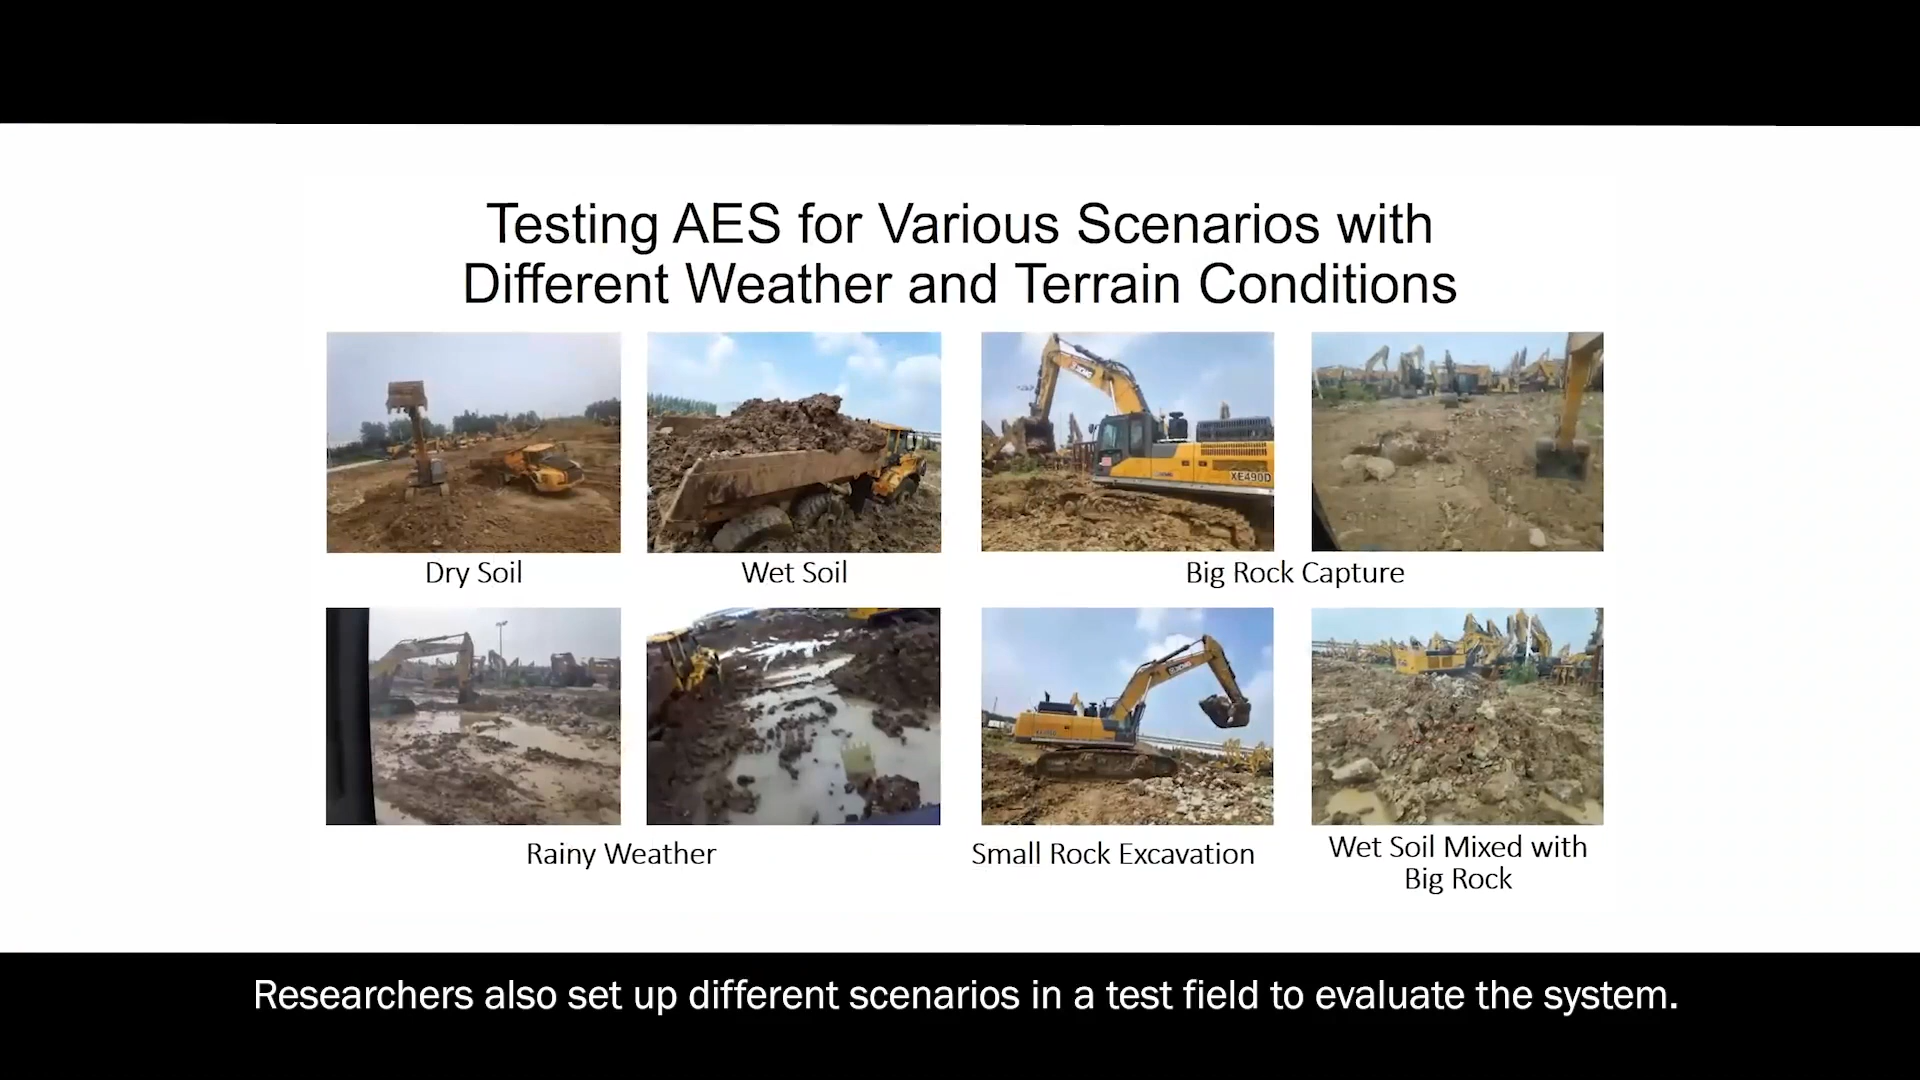 Testing AES for Various Scenarios with
Different Weather and Terrain Conditions
XCMG
XE490D
Dry Soil
Wet Soil
Big Rock Capture
Rainy Weather
Small Rock Excavation
Wet Soil Mixed with
Big Rock
Researchers also set up different scenarios in a test field to evaluate the system.